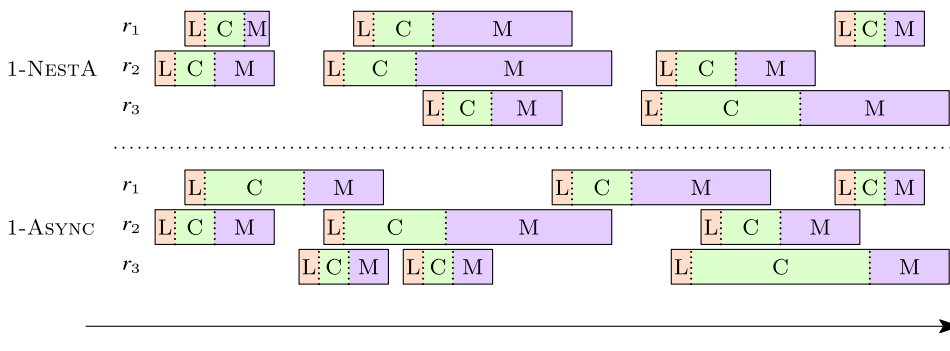 r₁ L C M L C M L C M
1-NESTA r₂ L C M L C M L C M
r₃ L C M L C M
r₁ L C M L C M L C M
1-ASYNC r₂ L C M L C M L C M
r₃ L C M L C M L C M